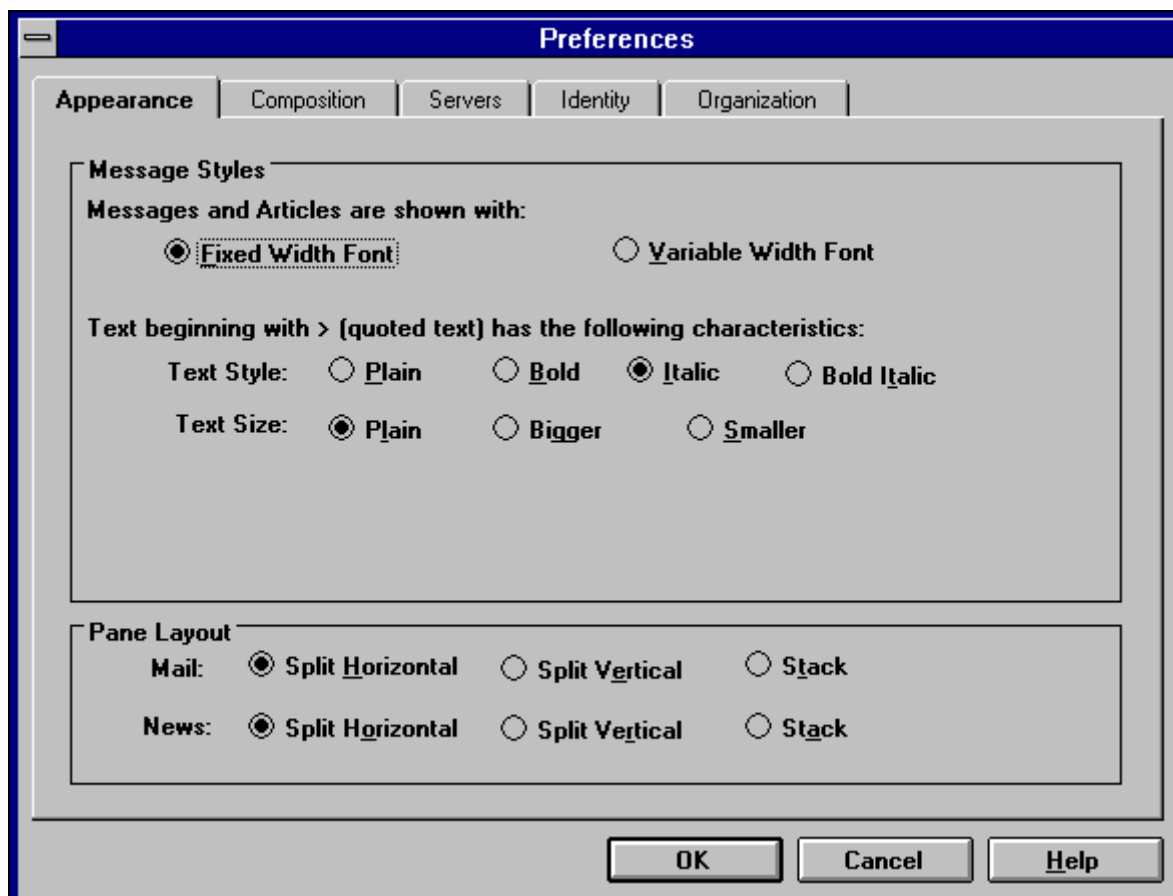 Preferences
Appearance Composition Servers Identity Organization
Message Styles
Messages and Articles are shown with:
Fixed Width Font Variable Width Font
Text beginning with > (quoted text) has the following characteristics:
Text Style: Plain Bold Italic Bold Italic
Text Size: Plain Bigger Smaller
Pane Layout
Mail: Split Horizontal Split Vertical Stack
News: Split Horizontal Split Vertical Stack
OK Cancel Help